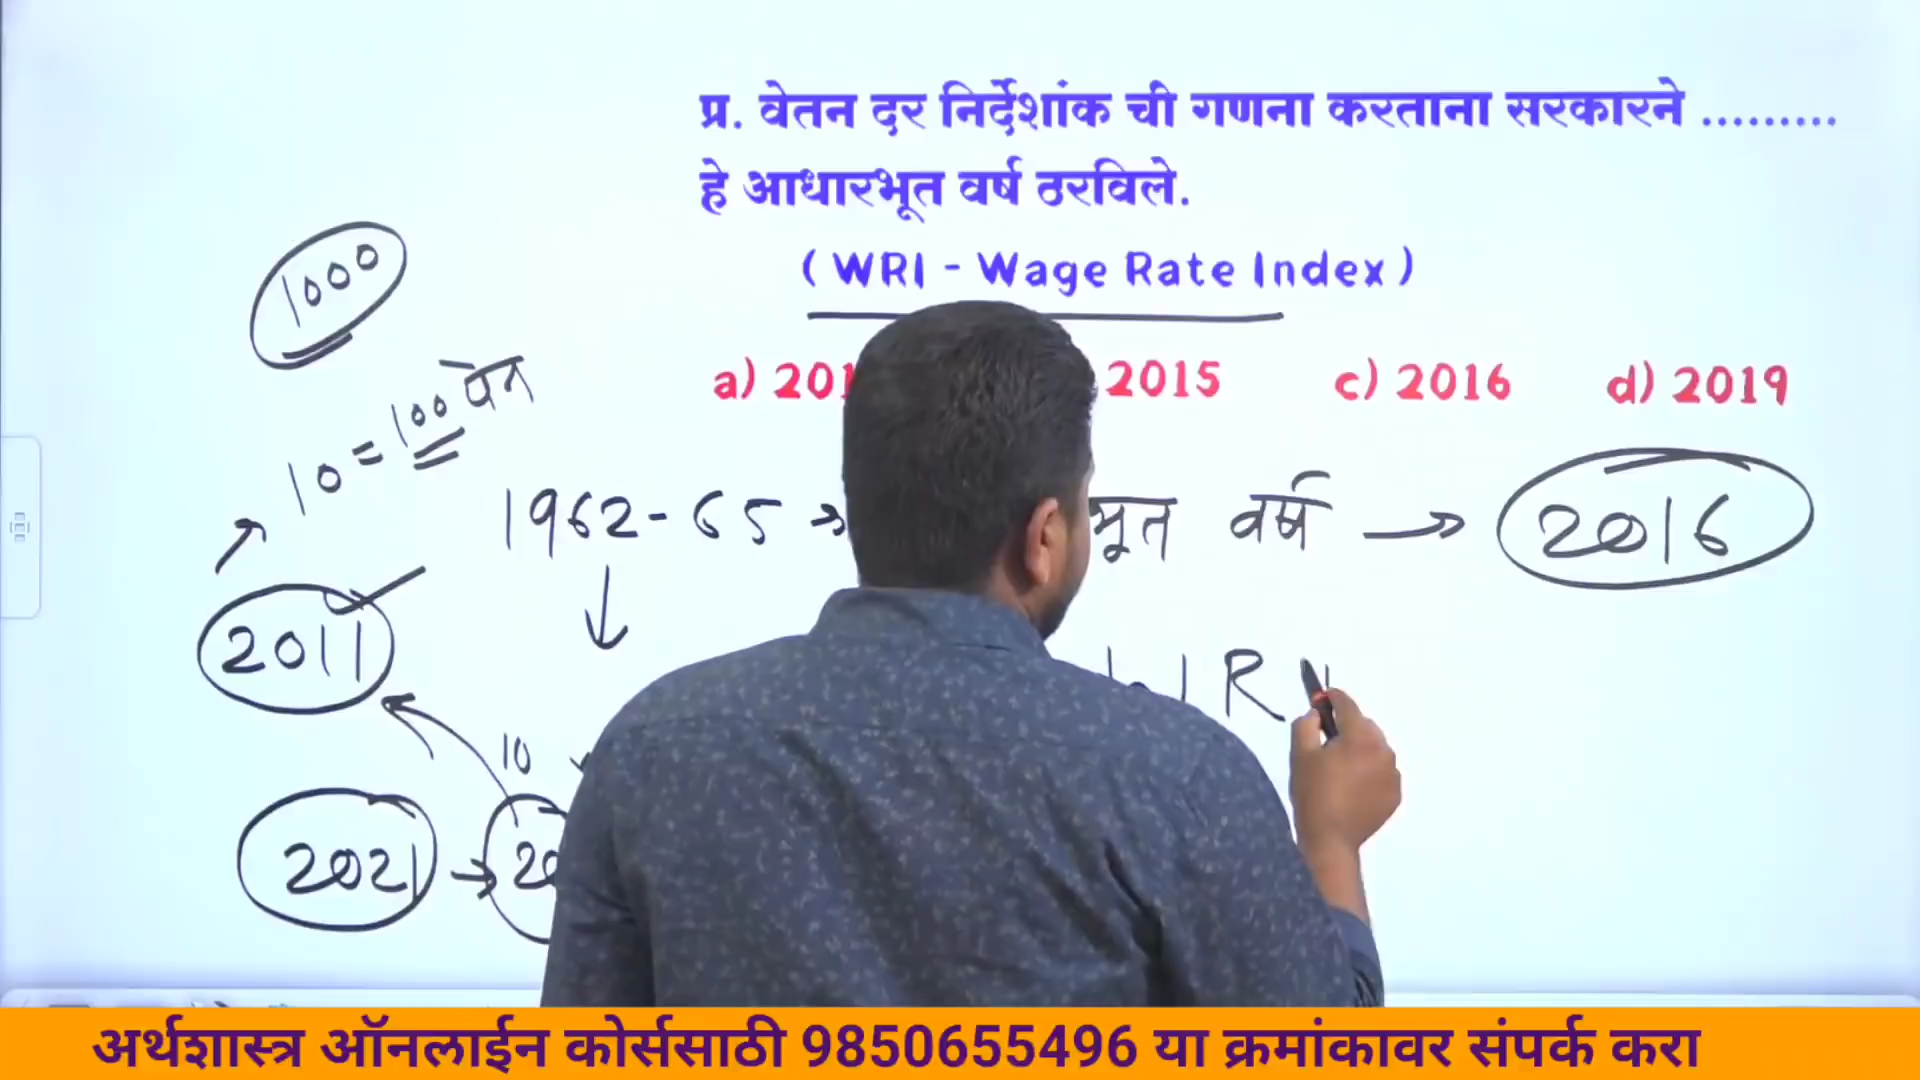 प्र. वेतन दर निर्देशांक ची गणना करताना सरकारने .........
हे आधारभूत वर्ष ठरविले.
( WRI - Wage Rate Index )
a) 201
2015
c) 2016
d) 2019
1000
10 = 100 पेन
1962-65 →
भूत वर्ष → 2016
2011
R
10
2021 → 20
अर्थशास्त्र ऑनलाईन कोर्ससाठी 9850655496 या क्रमांकावर संपर्क करा